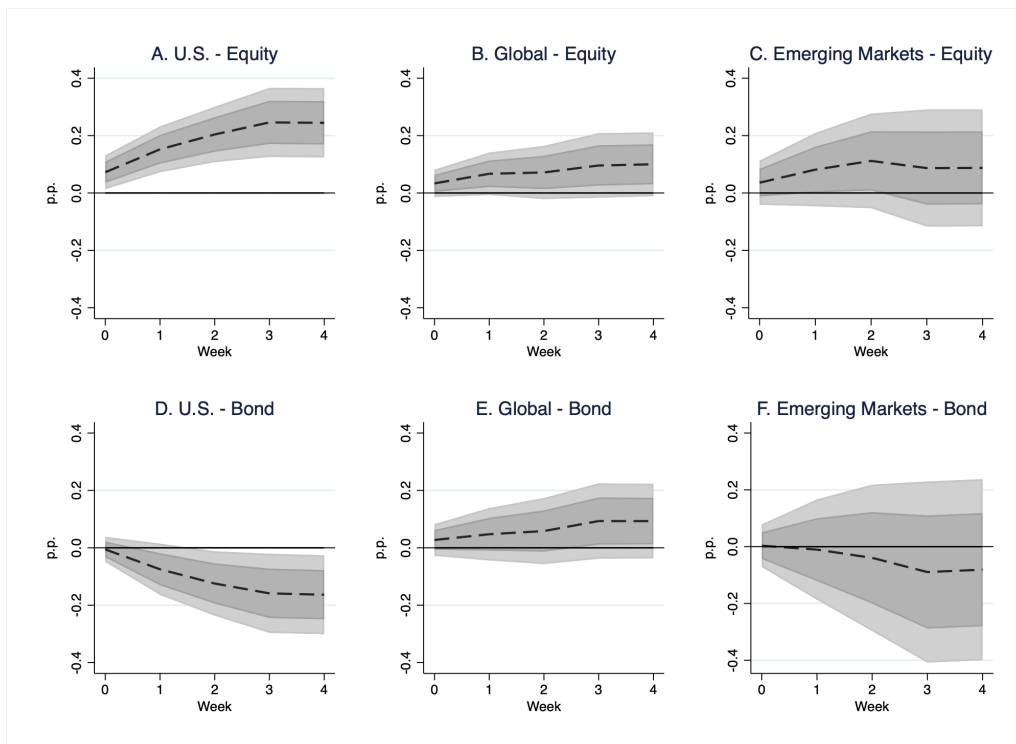 A. U.S. - Equity
p.p.
0.4
0.2
0.0
-0.2
-0.4
0 1 2 3 4
Week
B. Global - Equity
p.p.
0.4
0.2
0.0
-0.2
-0.4
0 1 2 3 4
Week
C. Emerging Markets - Equity
p.p.
0.4
0.2
0.0
-0.2
-0.4
0 1 2 3 4
Week
D. U.S. - Bond
p.p.
0.4
0.2
0.0
-0.2
-0.4
0 1 2 3 4
Week
E. Global - Bond
p.p.
0.4
0.2
0.0
-0.2
-0.4
0 1 2 3 4
Week
F. Emerging Markets - Bond
p.p.
0.4
0.2
0.0
-0.2
-0.4
0 1 2 3 4
Week